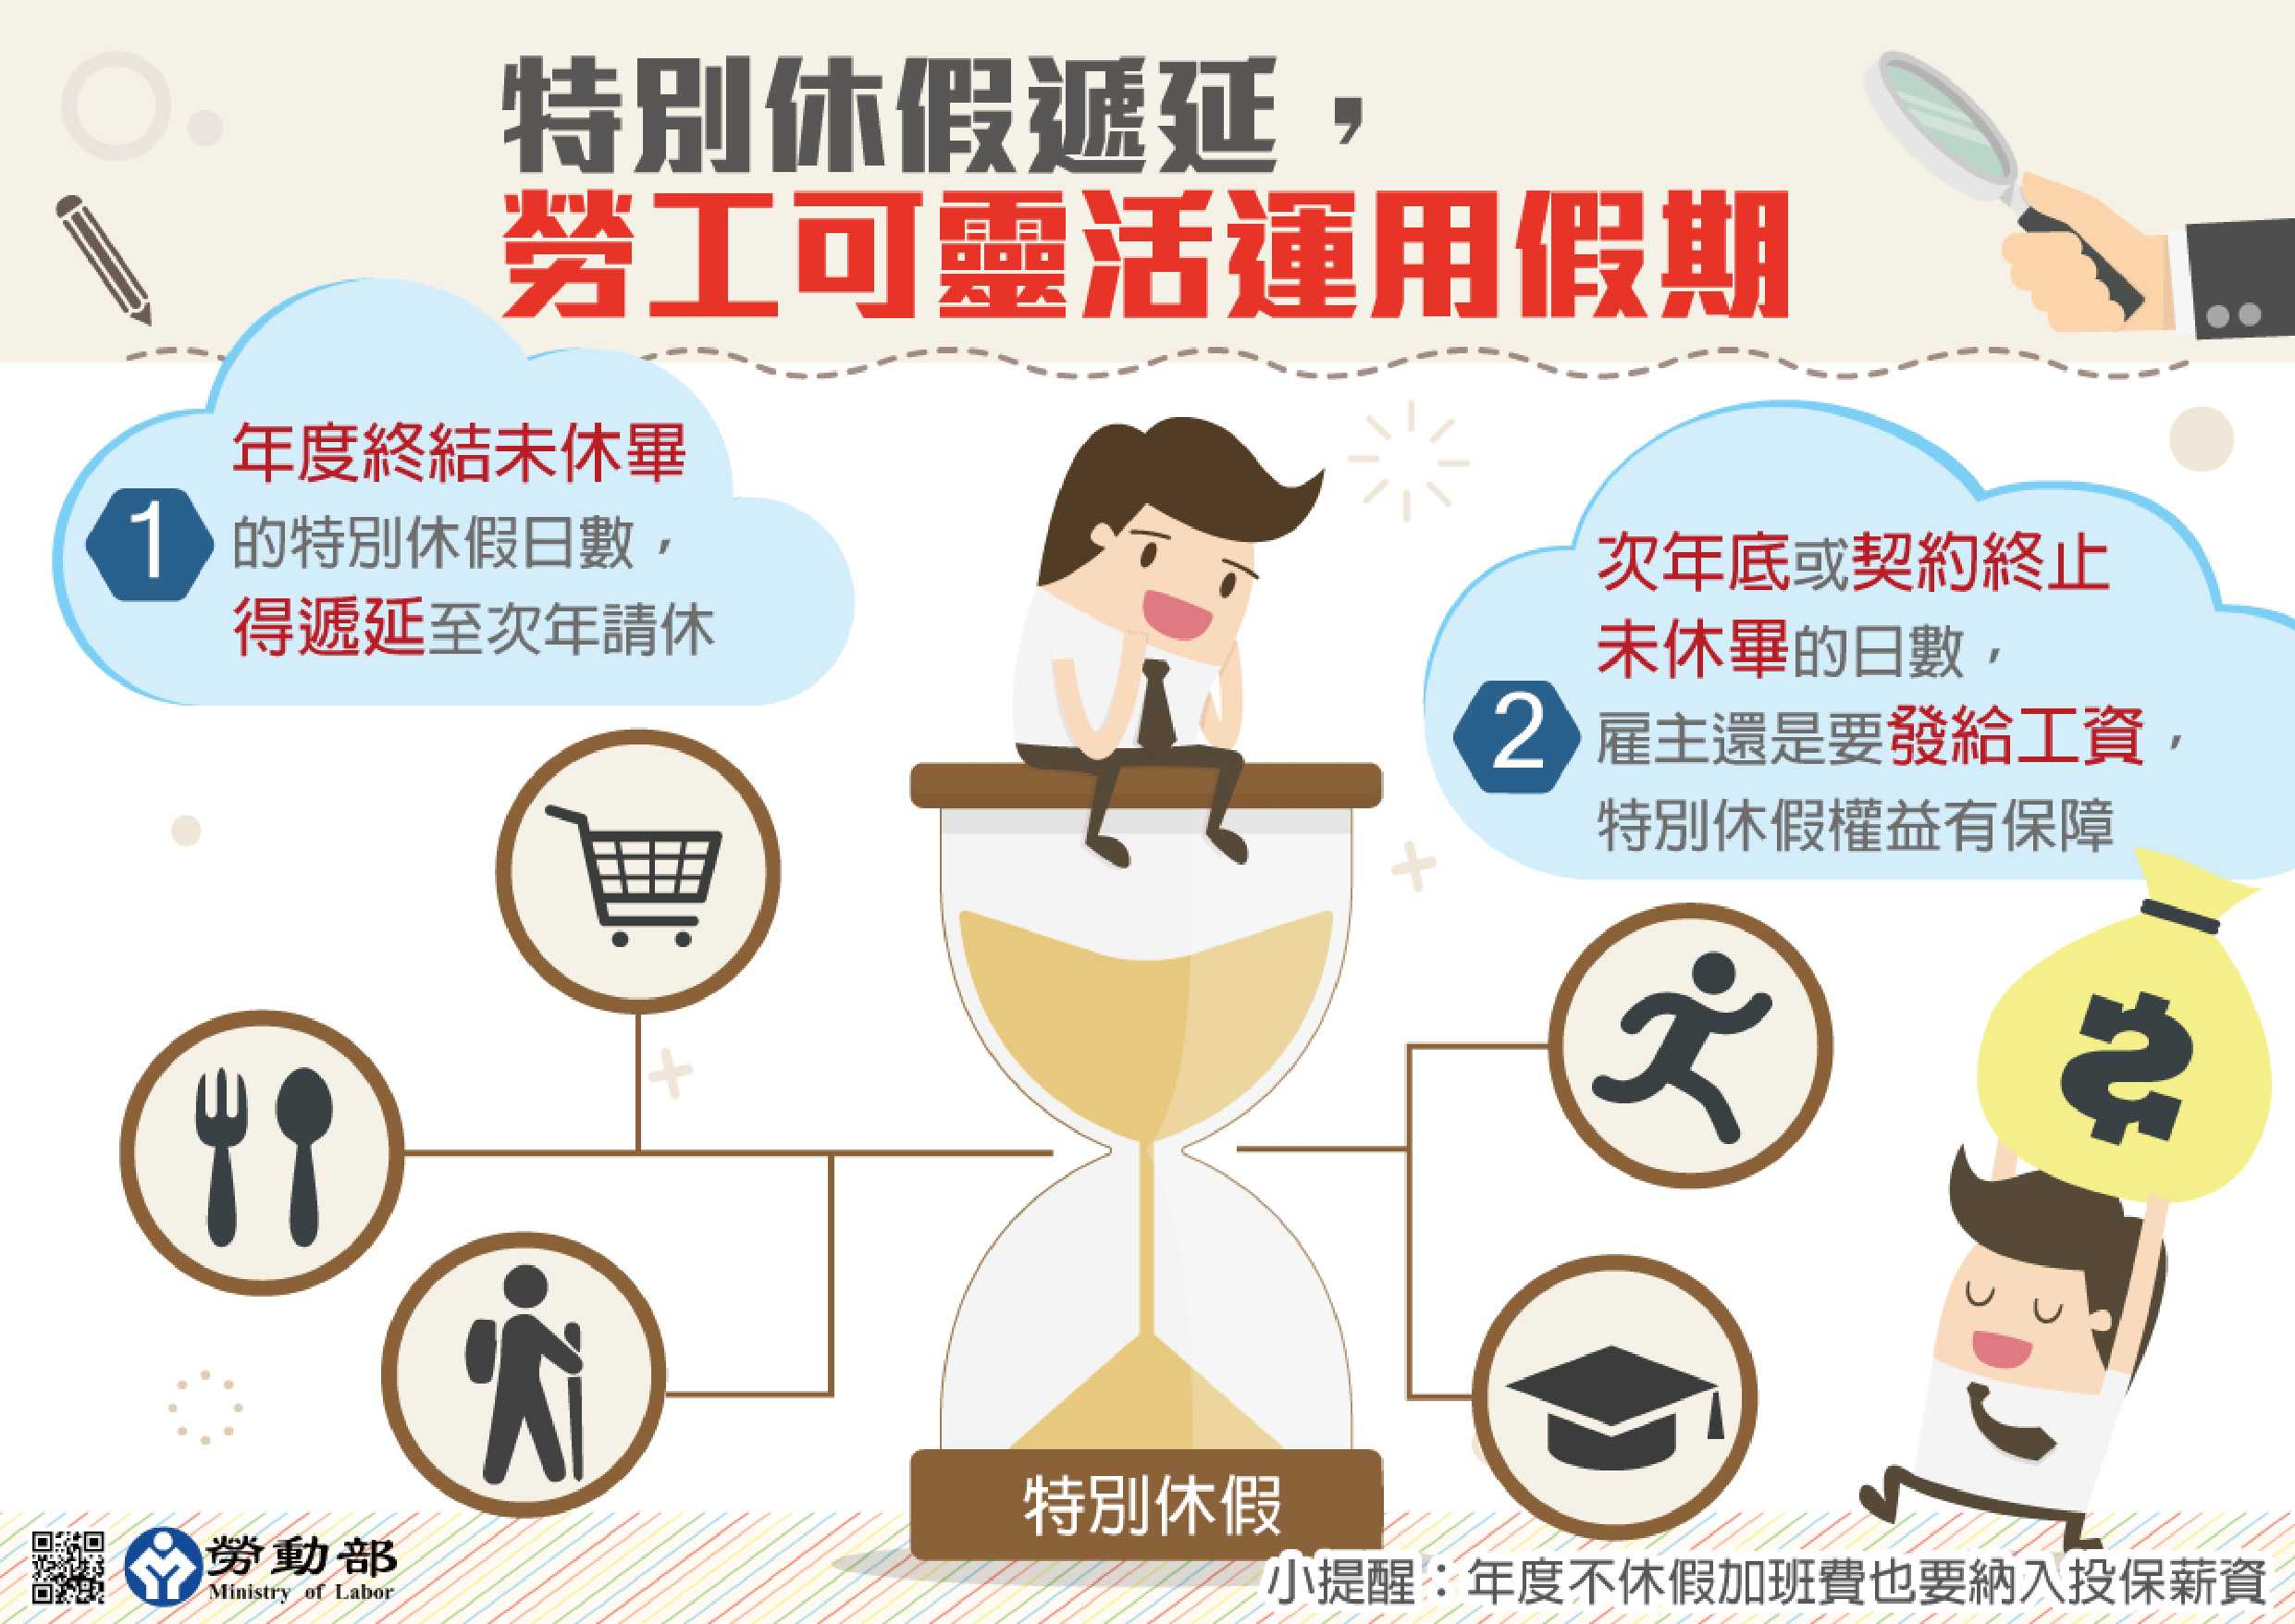 特別休假遞延，
勞工可靈活運用假期
1
年度終結未休畢
的特別休假日數，
得遞延至次年請休
2
次年底或契約終止
未休畢的日數，
雇主還是要發給工資，
特別休假權益有保障
$
特別休假
勞動部
Ministry of Labor
小提醒：年度不休假加班費也要納入投保薪資